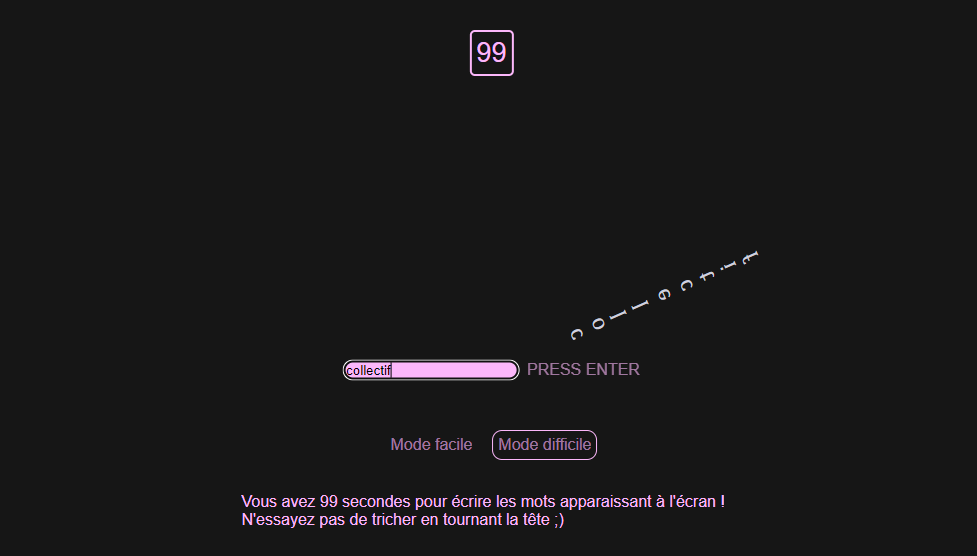 99
collectif
collectif PRESS ENTER
Mode facile Mode difficile
Vous avez 99 secondes pour écrire les mots apparaissant à l'écran !
N'essayez pas de tricher en tournant la tête ;)